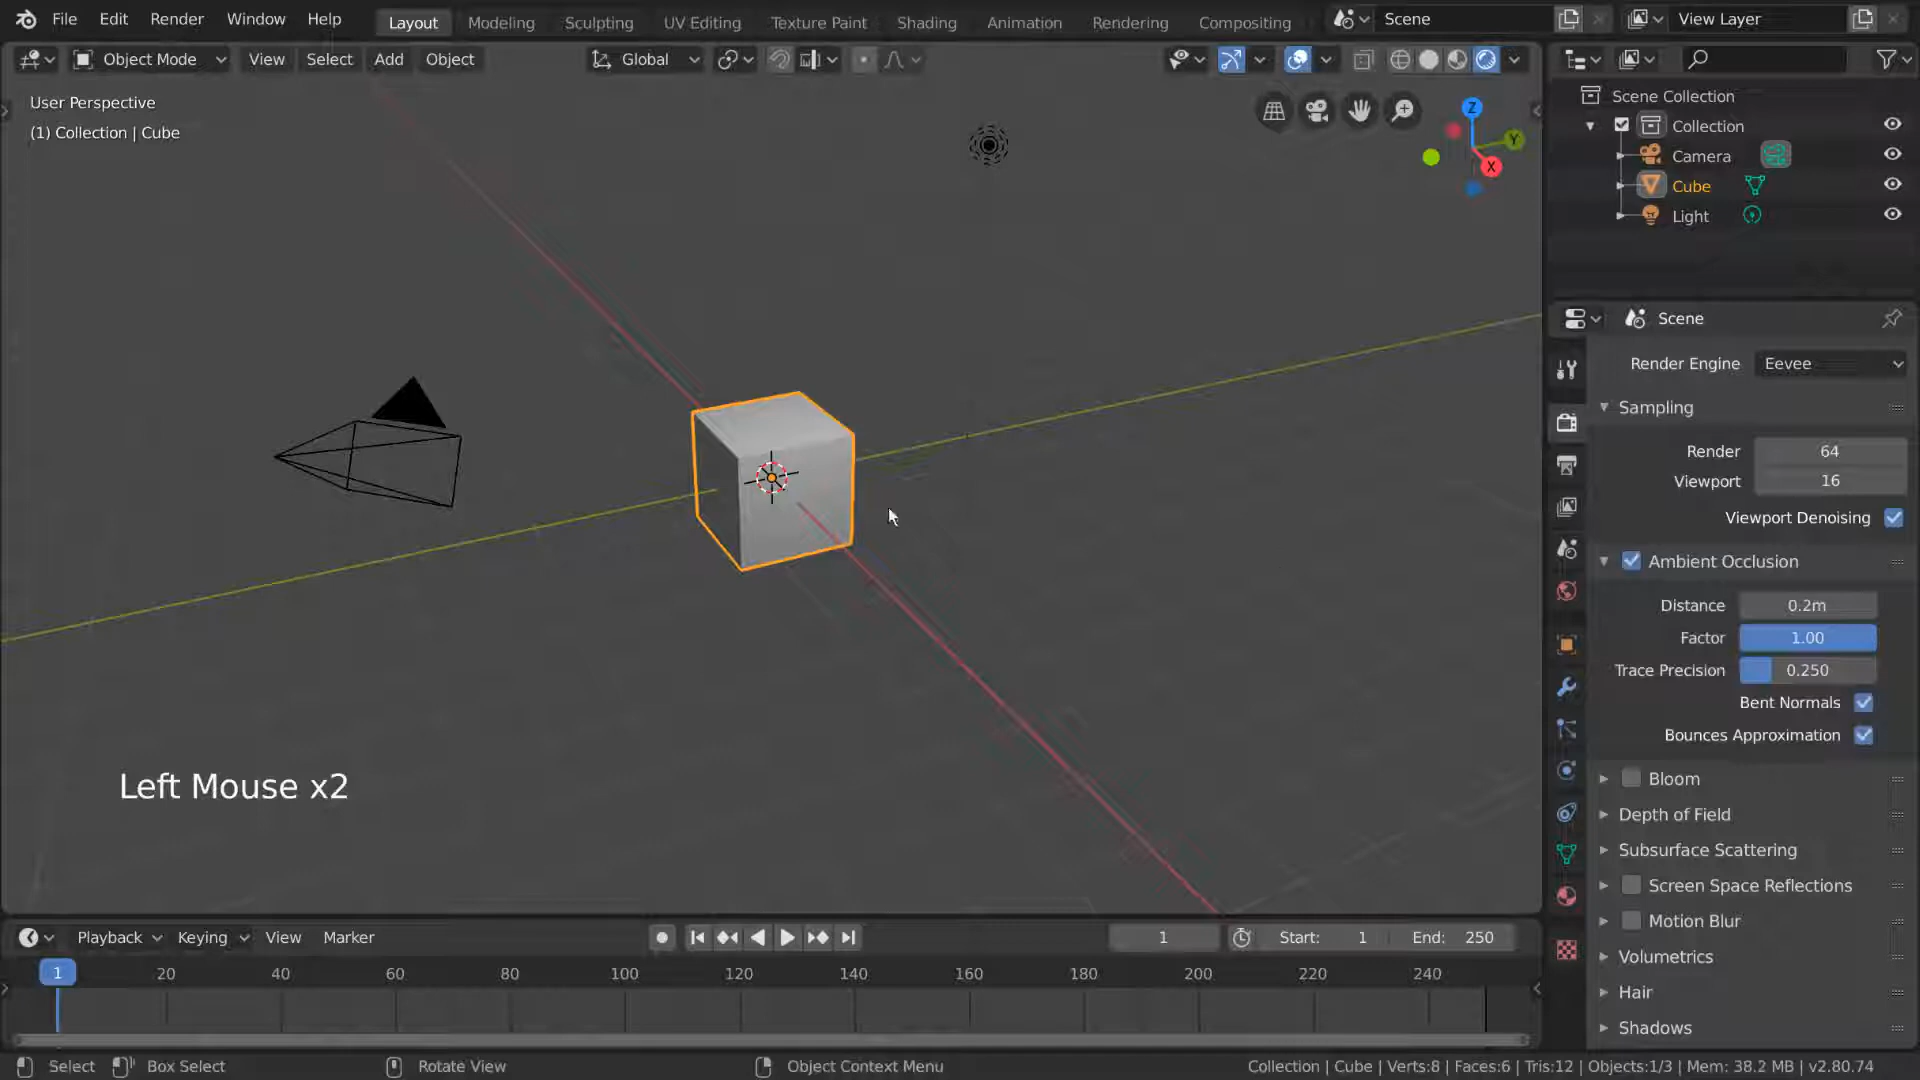 File Edit Render Window Help
Layout Modeling Sculpting UV Editing Texture Paint Shading Animation Rendering Compositing
Scene
View Layer
Object Mode View Select Add Object
Global
User Perspective
(1) Collection | Cube
Z
Y
X
Scene Collection
Collection
Camera
Cube
Light
Scene
Render Engine Eevee
Sampling
Render 64
Viewport 16
Viewport Denoising
Ambient Occlusion
Distance 0.2m
Factor 1.00
Trace Precision 0.250
Bent Normals
Bounces Approximation
Bloom
Depth of Field
Subsurface Scattering
Screen Space Reflections
Motion Blur
Volumetrics
Hair
Shadows
Left Mouse x2
Playback Keying View Marker
1 Start: 1 End: 250
1 20 40 60 80 100 120 140 160 180 200 220 240
Select Box Select Rotate View Object Context Menu
Collection | Cube | Verts:8 | Faces:6 | Tris:12 | Objects:1/3 | Mem: 38.2 MB | v2.80.74